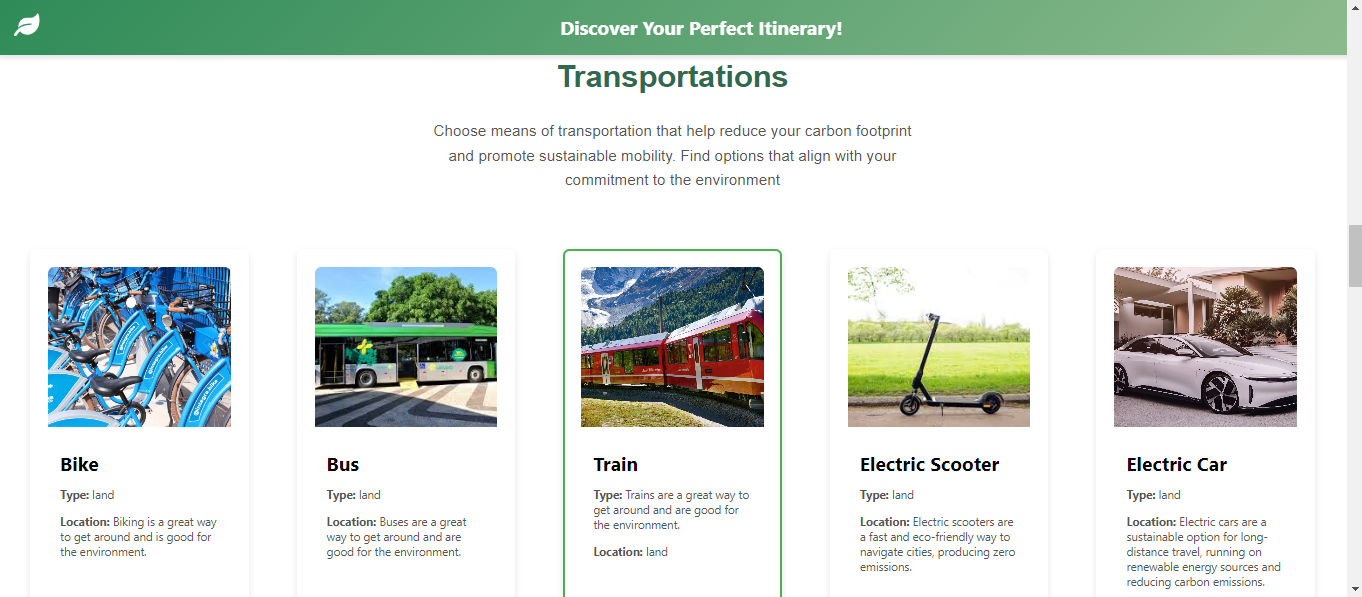 Discover Your Perfect Itinerary!
Transportations
Choose means of transportation that help reduce your carbon footprint
and promote sustainable mobility. Find options that align with your
commitment to the environment
Bike
Type: land
Location: Biking is a great way
to get around and is good for
the environment.
Bus
Type: land
Location: Buses are a great
way to get around and are
good for the environment.
Train
Type: Trains are a great way to
get around and are good for
the environment.
Location: land
Electric Scooter
Type: land
Location: Electric scooters are
a fast and eco-friendly way to
navigate cities, producing zero
emissions.
Electric Car
Type: land
Location: Electric cars are a
sustainable option for long-
distance travel, running on
renewable energy sources and
reducing carbon emissions.